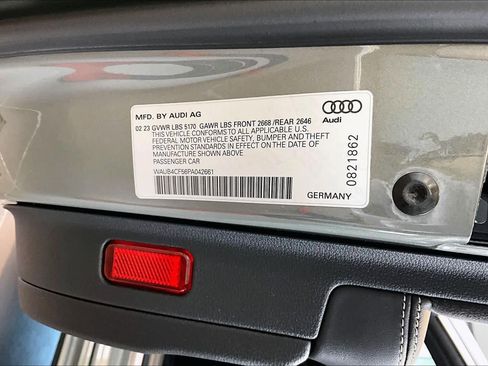 MFD. BY AUDI AG
02 23 GVWR LBS 5170 GAWR LBS FRONT 2668 /REAR 2646
THIS VEHICLE CONFORMS TO ALL APPLICABLE U.S.
FEDERAL MOTOR VEHICLE SAFETY, BUMPER AND THEFT
PREVENTION STANDARDS IN EFFECT ON THE DATE OF
MANUFACTURE SHOWN ABOVE
PASSENGER CAR
WAUB4CF56PA042661
Audi
0821862
GERMANY